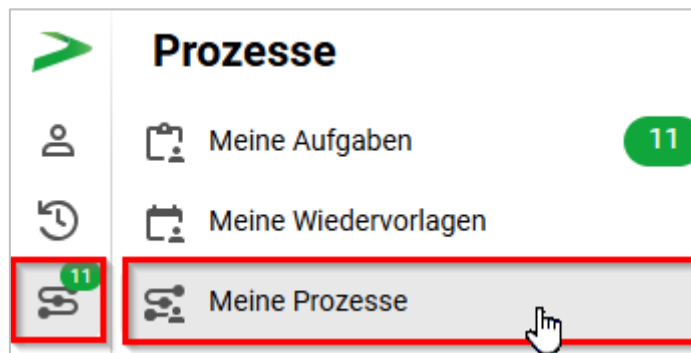 Prozesse
Meine Aufgaben 11
Meine Wiedervorlagen
11
Meine Prozesse